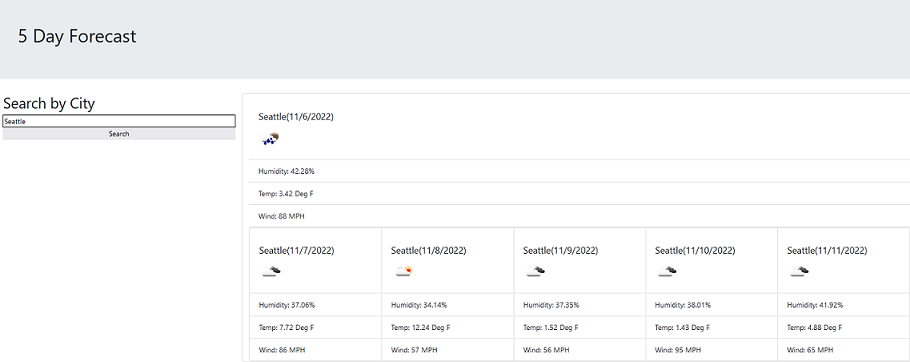 5 Day Forecast
Search by City
Seattle
Search
Seattle(11/6/2022)
Humidity: 42.28%
Temp: 3.42 Deg F
Wind: 88 MPH
Seattle(11/7/2022)
Humidity: 37.06%
Temp: 7.72 Deg F
Wind: 86 MPH
Seattle(11/8/2022)
Humidity: 34.14%
Temp: 12.24 Deg F
Wind: 57 MPH
Seattle(11/9/2022)
Humidity: 37.35%
Temp: 1.52 Deg F
Wind: 56 MPH
Seattle(11/10/2022)
Humidity: 38.01%
Temp: 1.43 Deg F
Wind: 95 MPH
Seattle(11/11/2022)
Humidity: 41.92%
Temp: 4.88 Deg F
Wind: 65 MPH